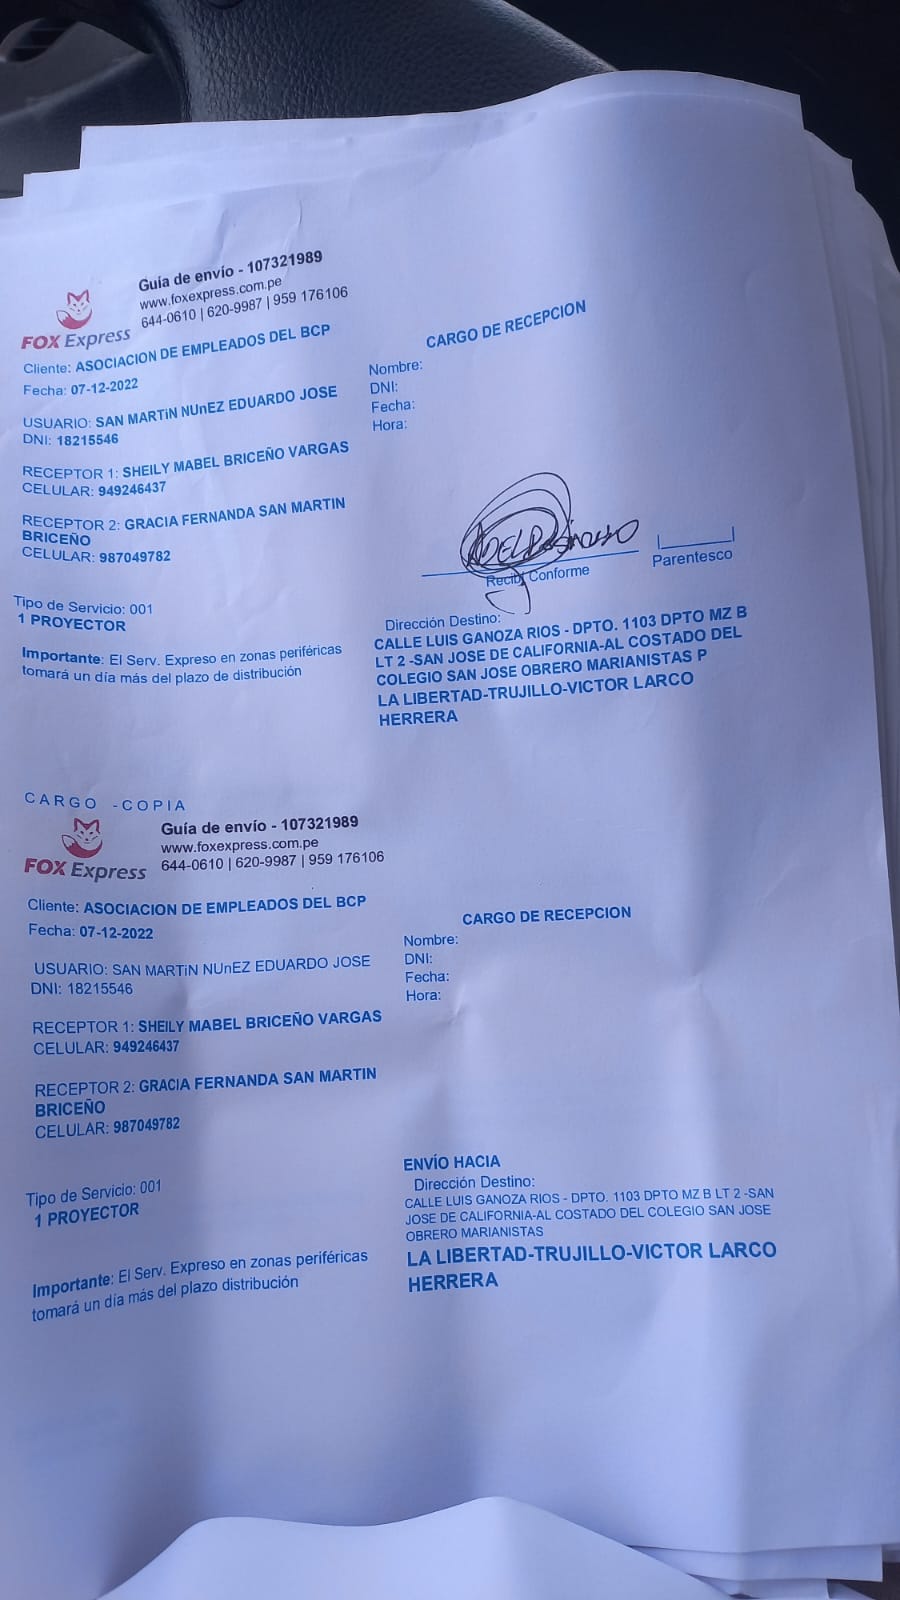 Guía de envío - 107321989
www.foxexpress.com.pe
644-0610 | 620-9987 | 959 176106
FOX Express
Cliente: ASOCIACION DE EMPLEADOS DEL BCP
Fecha: 07-12-2022
USUARIO: SAN MARTiN NUnEZ EDUARDO JOSE
DNI: 18215546
RECEPTOR 1: SHEILY MABEL BRICEÑO VARGAS
CELULAR: 949246437
RECEPTOR 2: GRACIA FERNANDA SAN MARTIN
BRICEÑO
CELULAR: 987049782
Tipo de Servicio: 001
1 PROYECTOR
Importante: El Serv. Expreso en zonas periféricas
tomará un día más del plazo de distribución
CARGO DE RECEPCION
Nombre:
DNI:
Fecha:
Hora:
Recibí Conforme
Parentesco
Dirección Destino:
CALLE LUIS GANOZA RIOS - DPTO. 1103 DPTO MZ B
LT 2 -SAN JOSE DE CALIFORNIA-AL COSTADO DEL
COLEGIO SAN JOSE OBRERO MARIANISTAS P
LA LIBERTAD-TRUJILLO-VICTOR LARCO
HERRERA
CARGO -COPIA
Guía de envío - 107321989
www.foxexpress.com.pe
644-0610 | 620-9987 | 959 176106
FOX Express
Cliente: ASOCIACION DE EMPLEADOS DEL BCP
Fecha: 07-12-2022
USUARIO: SAN MARTiN NUnEZ EDUARDO JOSE
DNI: 18215546
RECEPTOR 1: SHEILY MABEL BRICEÑO VARGAS
CELULAR: 949246437
RECEPTOR 2: GRACIA FERNANDA SAN MARTIN
BRICEÑO
CELULAR: 987049782
Tipo de Servicio: 001
1 PROYECTOR
Importante: El Serv. Expreso en zonas periféricas
tomará un día más del plazo distribución
CARGO DE RECEPCION
Nombre:
DNI:
Fecha:
Hora:
ENVÍO HACIA
Dirección Destino:
CALLE LUIS GANOZA RIOS - DPTO. 1103 DPTO MZ B LT 2 -SAN
JOSE DE CALIFORNIA-AL COSTADO DEL COLEGIO SAN JOSE
OBRERO MARIANISTAS
LA LIBERTAD-TRUJILLO-VICTOR LARCO
HERRERA